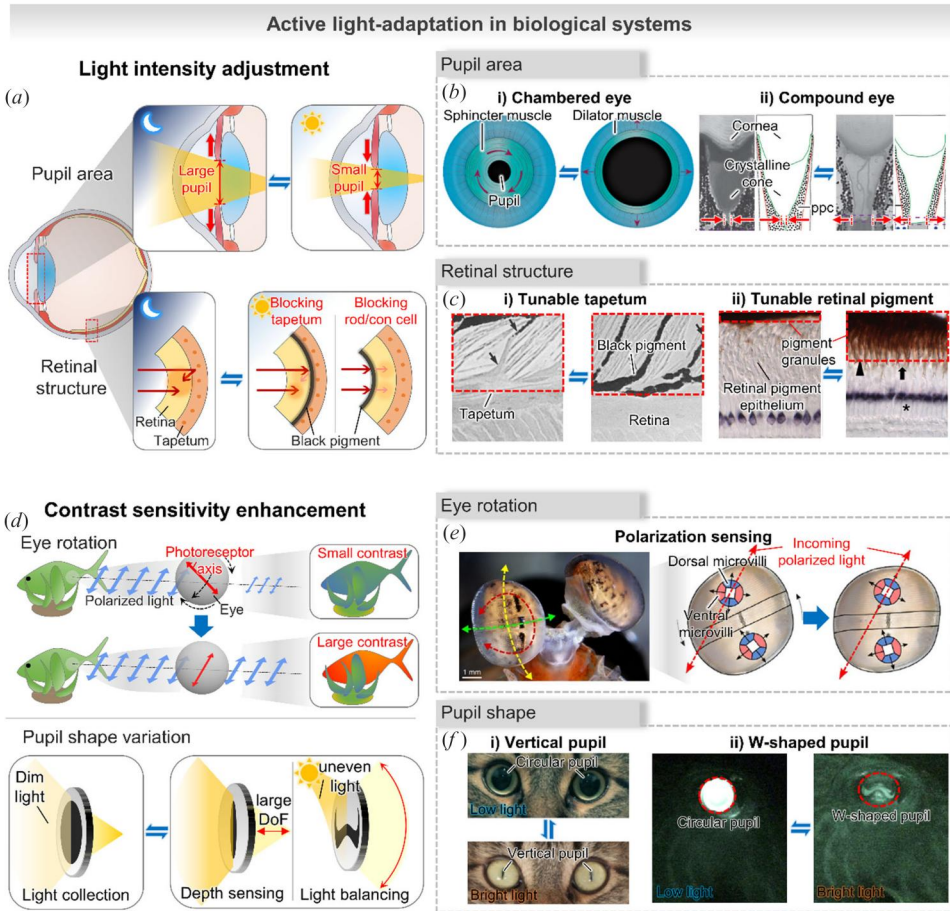 Active light-adaptation in biological systems
Light intensity adjustment
(a)
Pupil area
Large
pupil
Small
pupil
Retinal
structure
Retina
Tapetum
Blocking
tapetum
Blocking
rod/con cell
Black pigment
Pupil area
(b)
i) Chambered eye
Sphincter muscle
Dilator muscle
Pupil
ii) Compound eye
Cornea
Crystalline
cone
ppc
Retinal structure
(c)
i) Tunable tapetum
Black pigment
Tapetum
Retina
ii) Tunable retinal pigment
pigment
granules
Retinal pigment
epithelium
*
(d)
Contrast sensitivity enhancement
Eye rotation
Photoreceptor
axis
Polarized light
Eye
Small contrast
Large contrast
Pupil shape variation
Dim
light
Light collection
large
DoF
Depth sensing
uneven
light
Light balancing
Eye rotation
(e)
Polarization sensing
1 mm
Dorsal microvilli
Ventral
microvilli
Incoming
polarized light
Pupil shape
(f)
i) Vertical pupil
Circular pupil
Low light
Vertical pupil
Bright light
ii) W-shaped pupil
Circular pupil
Low light
W-shaped pupil
Bright light